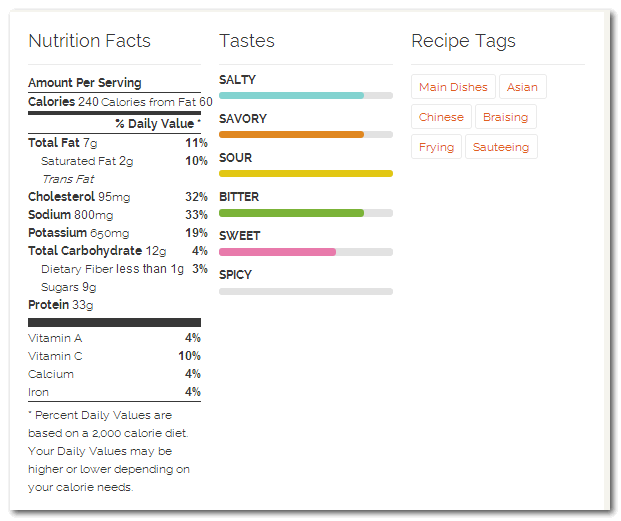 Nutrition Facts
Amount Per Serving
Calories 240 Calories from Fat 60
% Daily Value *
Total Fat 7g 11%
Saturated Fat 2g 10%
Trans Fat
Cholesterol 95mg 32%
Sodium 800mg 33%
Potassium 650mg 19%
Total Carbohydrate 12g 4%
Dietary Fiber less than 1g 3%
Sugars 9g
Protein 33g
Vitamin A 4%
Vitamin C 10%
Calcium 4%
Iron 4%
* Percent Daily Values are
based on a 2,000 calorie diet.
Your Daily Values may be
higher or lower depending on
your calorie needs.
Tastes
SALTY
SAVORY
SOUR
BITTER
SWEET
SPICY
Recipe Tags
Main Dishes Asian
Chinese Braising
Frying Sauteeing